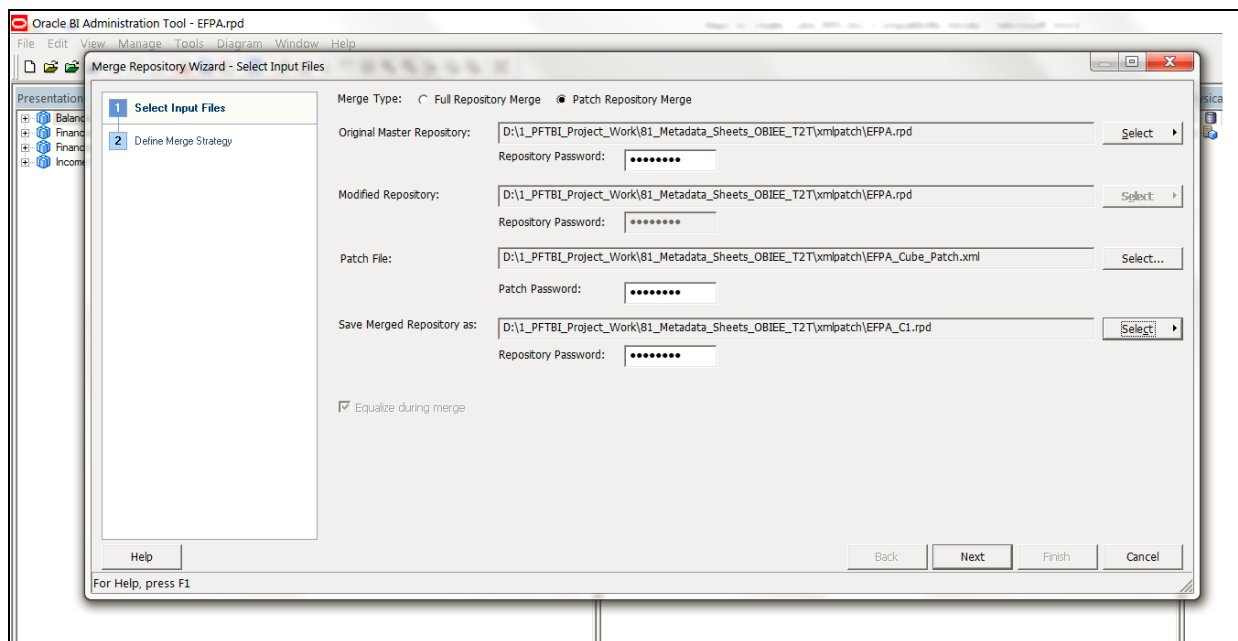 Oracle BI Administration Tool - EFPA.rpd
File Edit View Manage Tools Diagram Window Help
Merge Repository Wizard - Select Input Files
Presentation
Balanc
Financ
Financ
Income
ysica
1 Select Input Files
2 Define Merge Strategy
Merge Type: Full Repository Merge Patch Repository Merge
Original Master Repository: D:\1_PFTBI_Project_Work\81_Metadata_Sheets_OBIEE_T2T\xmlpatch\EFPA.rpd Select
Repository Password: ••••••••
Modified Repository: D:\1_PFTBI_Project_Work\81_Metadata_Sheets_OBIEE_T2T\xmlpatch\EFPA.rpd Select
Repository Password: ••••••••
Patch File: D:\1_PFTBI_Project_Work\81_Metadata_Sheets_OBIEE_T2T\xmlpatch\EFPA_Cube_Patch.xml Select...
Patch Password: ••••••••
Save Merged Repository as: D:\1_PFTBI_Project_Work\81_Metadata_Sheets_OBIEE_T2T\xmlpatch\EFPA_C1.rpd Select
Repository Password: ••••••••
Equalize during merge
Help Back Next Finish Cancel
For Help, press F1